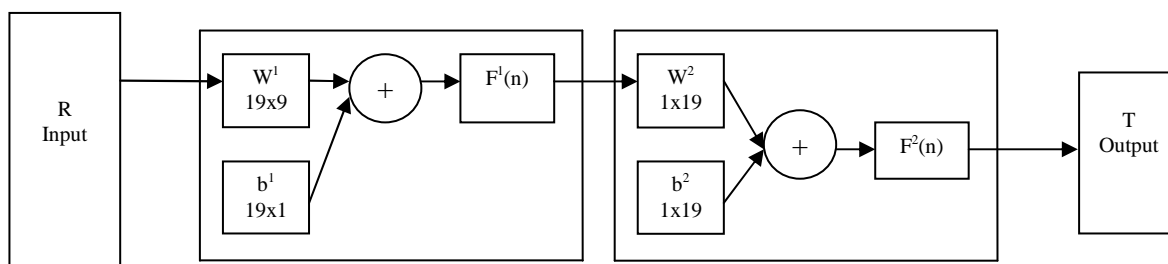 R
Input
W¹
19x9
+
F¹(n)
b¹
19x1
W²
1x19
+
F²(n)
b²
1x19
T
Output